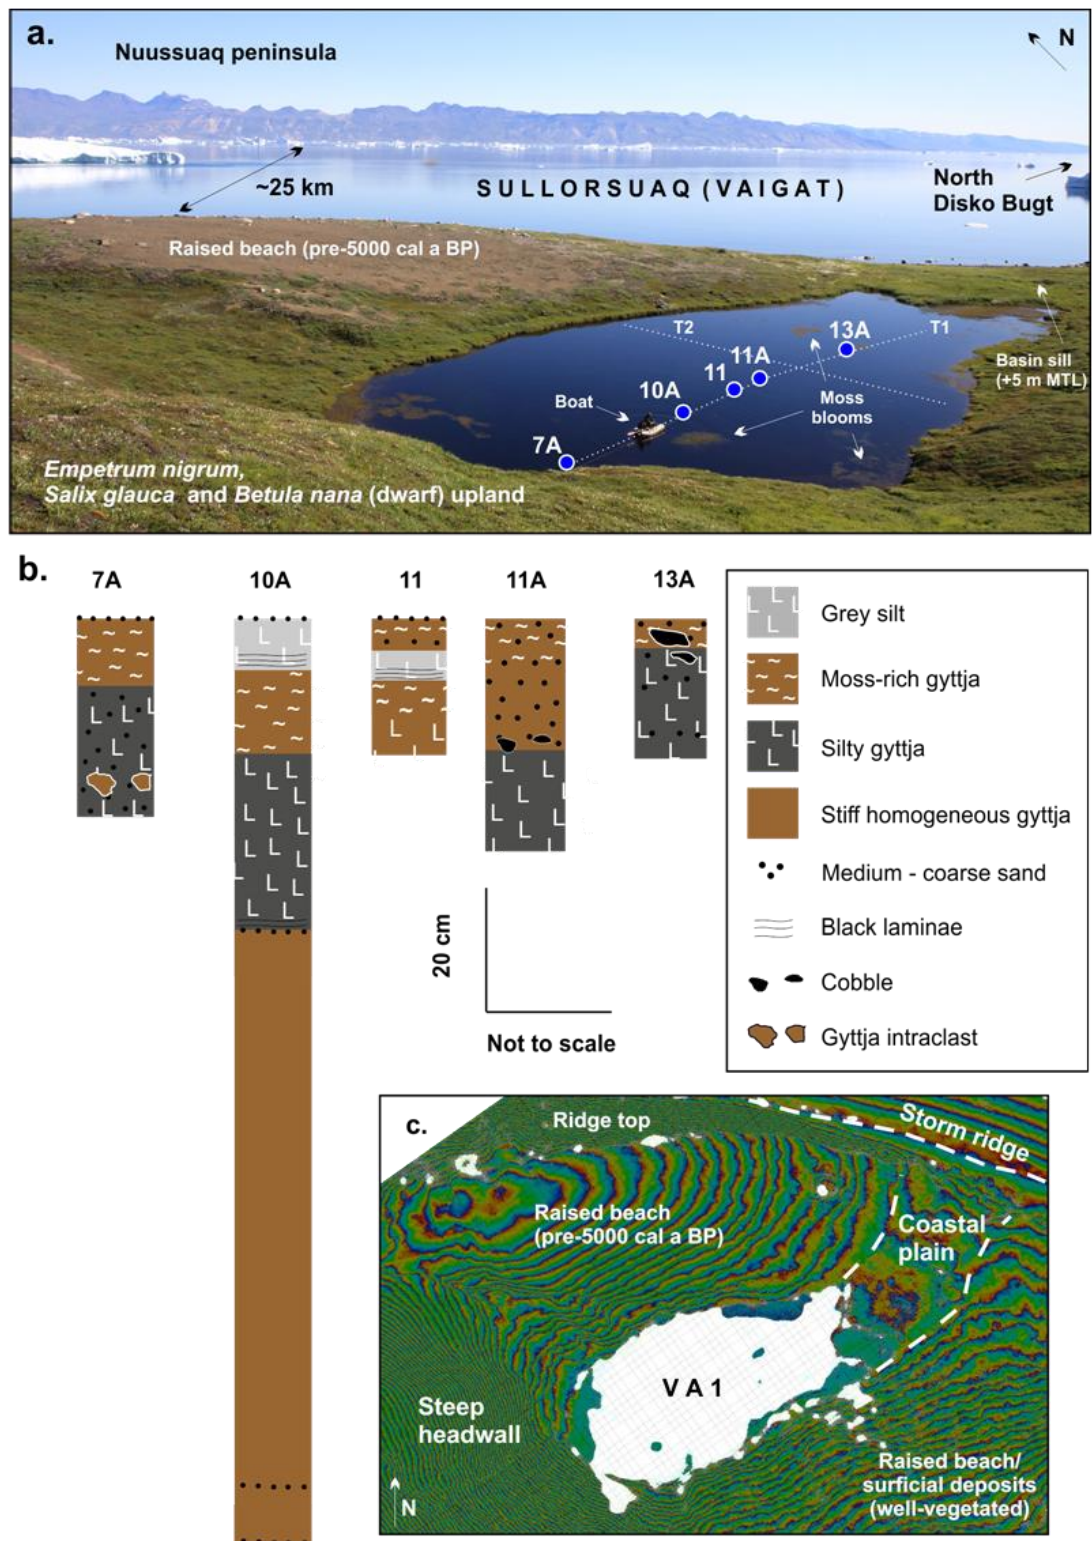 a.
Nuussuaq peninsula
N
~25 km
SULLORSUAQ (VAIGAT)
North
Disko Bugt
Raised beach (pre-5000 cal a BP)
T2
13A
T1
11A
11
10A
Basin sill
(+5 m MTL)
Boat
Moss
blooms
7A
Empetrum nigrum,
Salix glauca and Betula nana (dwarf) upland
b.
7A
10A
11
11A
13A
Grey silt
Moss-rich gyttja
Silty gyttja
Stiff homogeneous gyttja
Medium - coarse sand
Black laminae
Cobble
Gyttja intraclast
20 cm
Not to scale
c.
Ridge top
Storm ridge
Raised beach
(pre-5000 cal a BP)
Coastal
plain
VA1
Steep
headwall
Raised beach/
surficial deposits
(well-vegetated)
N